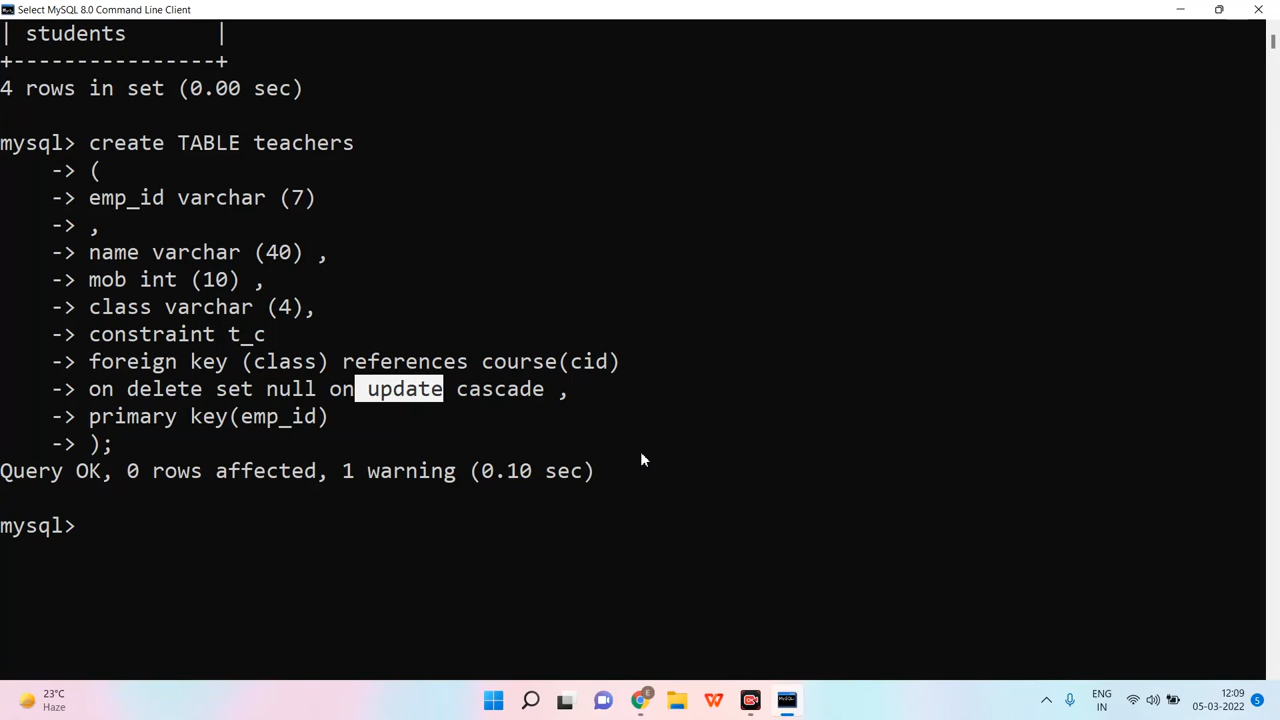 Select MySQL 8.0 Command Line Client
| students       |
+----------------+
4 rows in set (0.00 sec)
mysql> create TABLE teachers
    -> (
    -> emp_id varchar (7)
    -> ,
    -> name varchar (40) ,
    -> mob int (10) ,
    -> class varchar (4),
    -> constraint t_c
    -> foreign key (class) references course(cid)
    -> on delete set null on update cascade ,
    -> primary key(emp_id)
    -> );
Query OK, 0 rows affected, 1 warning (0.10 sec)
mysql>
23°C
Haze
ENG
IN
12:09
05-03-2022
5